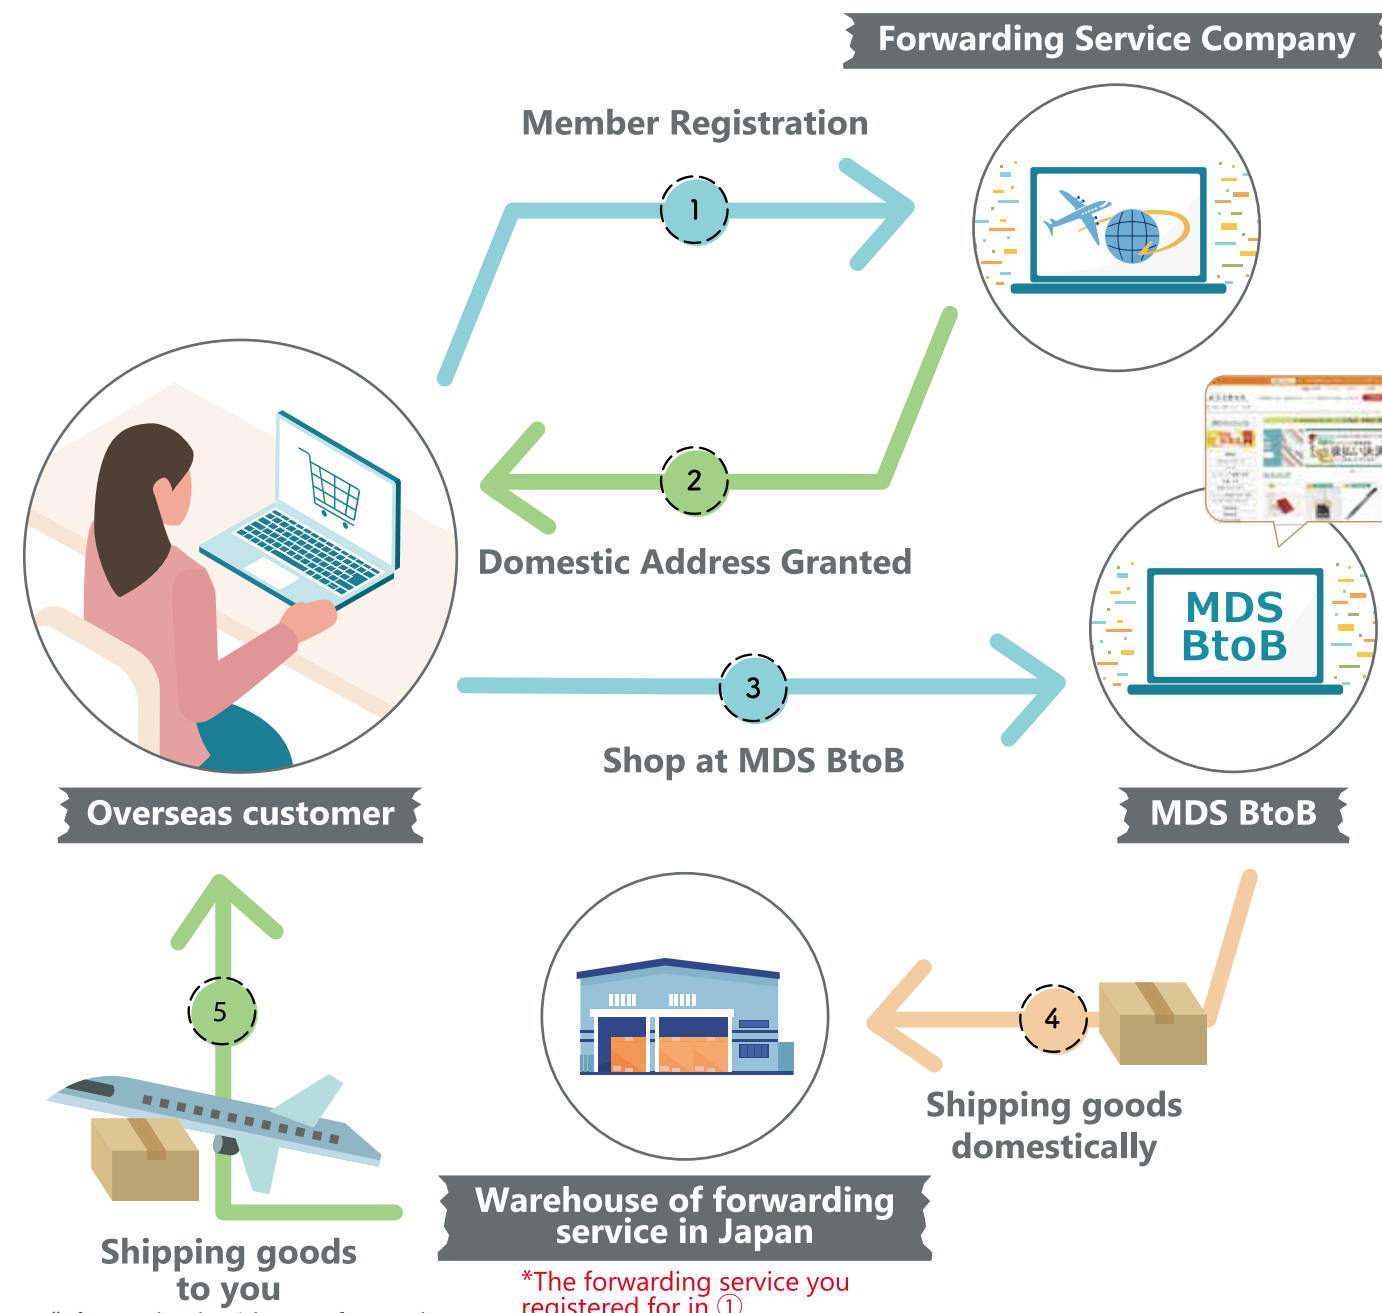 Forwarding Service Company
Member Registration
1
2
Domestic Address Granted
MDS
BtoB
3
Shop at MDS BtoB
Overseas customer
MDS BtoB
5
4
Shipping goods
domestically
Warehouse of forwarding
service in Japan
Shipping goods
to you
*The forwarding service you
registered for in ①